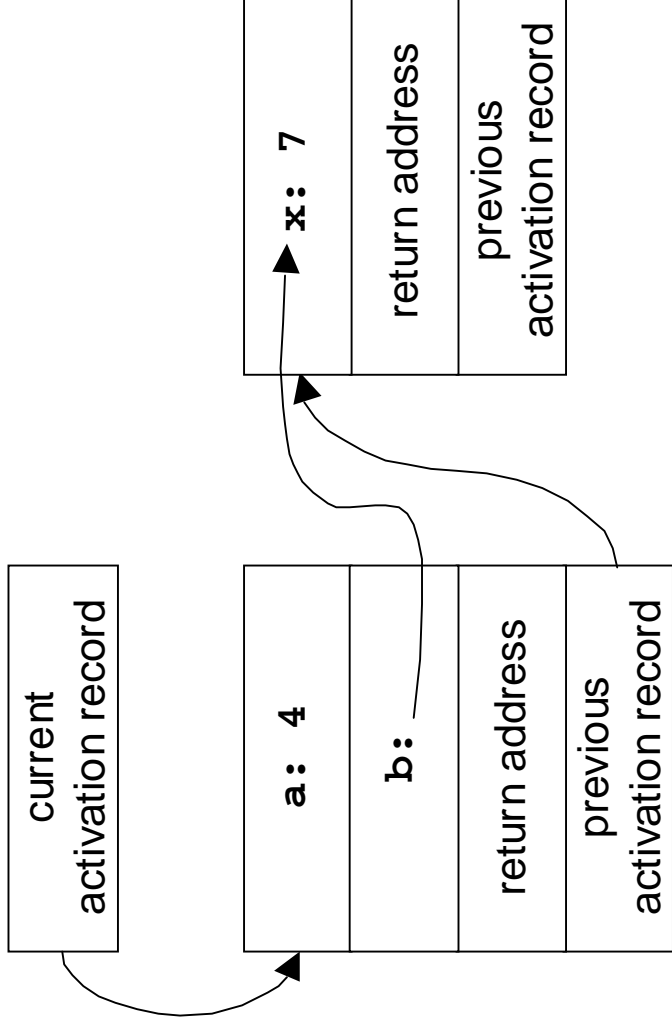 current
activation record
a: 4
b:
return address
previous
activation record
x: 7
return address
previous
activation record